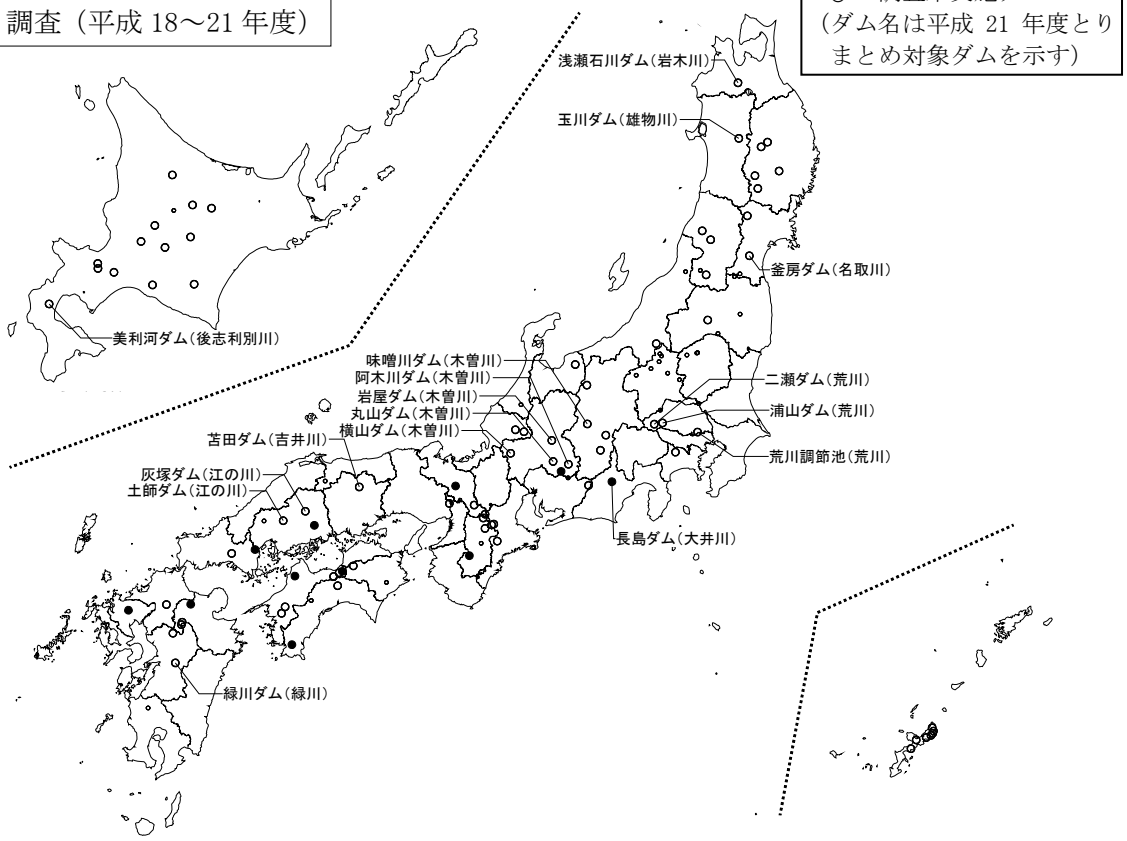 調査（平成 18～21 年度）
（ダム名は平成 21 年度とり
まとめ対象ダムを示す）
浅瀬石川ダム(岩木川)
玉川ダム(雄物川)
釜房ダム(名取川)
美利河ダム(後志利別川)
味噌川ダム(木曽川)
阿木川ダム(木曽川)
岩屋ダム(木曽川)
丸山ダム(木曽川)
横山ダム(木曽川)
苫田ダム(吉井川)
灰塚ダム(江の川)
土師ダム(江の川)
二瀬ダム(荒川)
浦山ダム(荒川)
荒川調節池(荒川)
長島ダム(大井川)
緑川ダム(緑川)